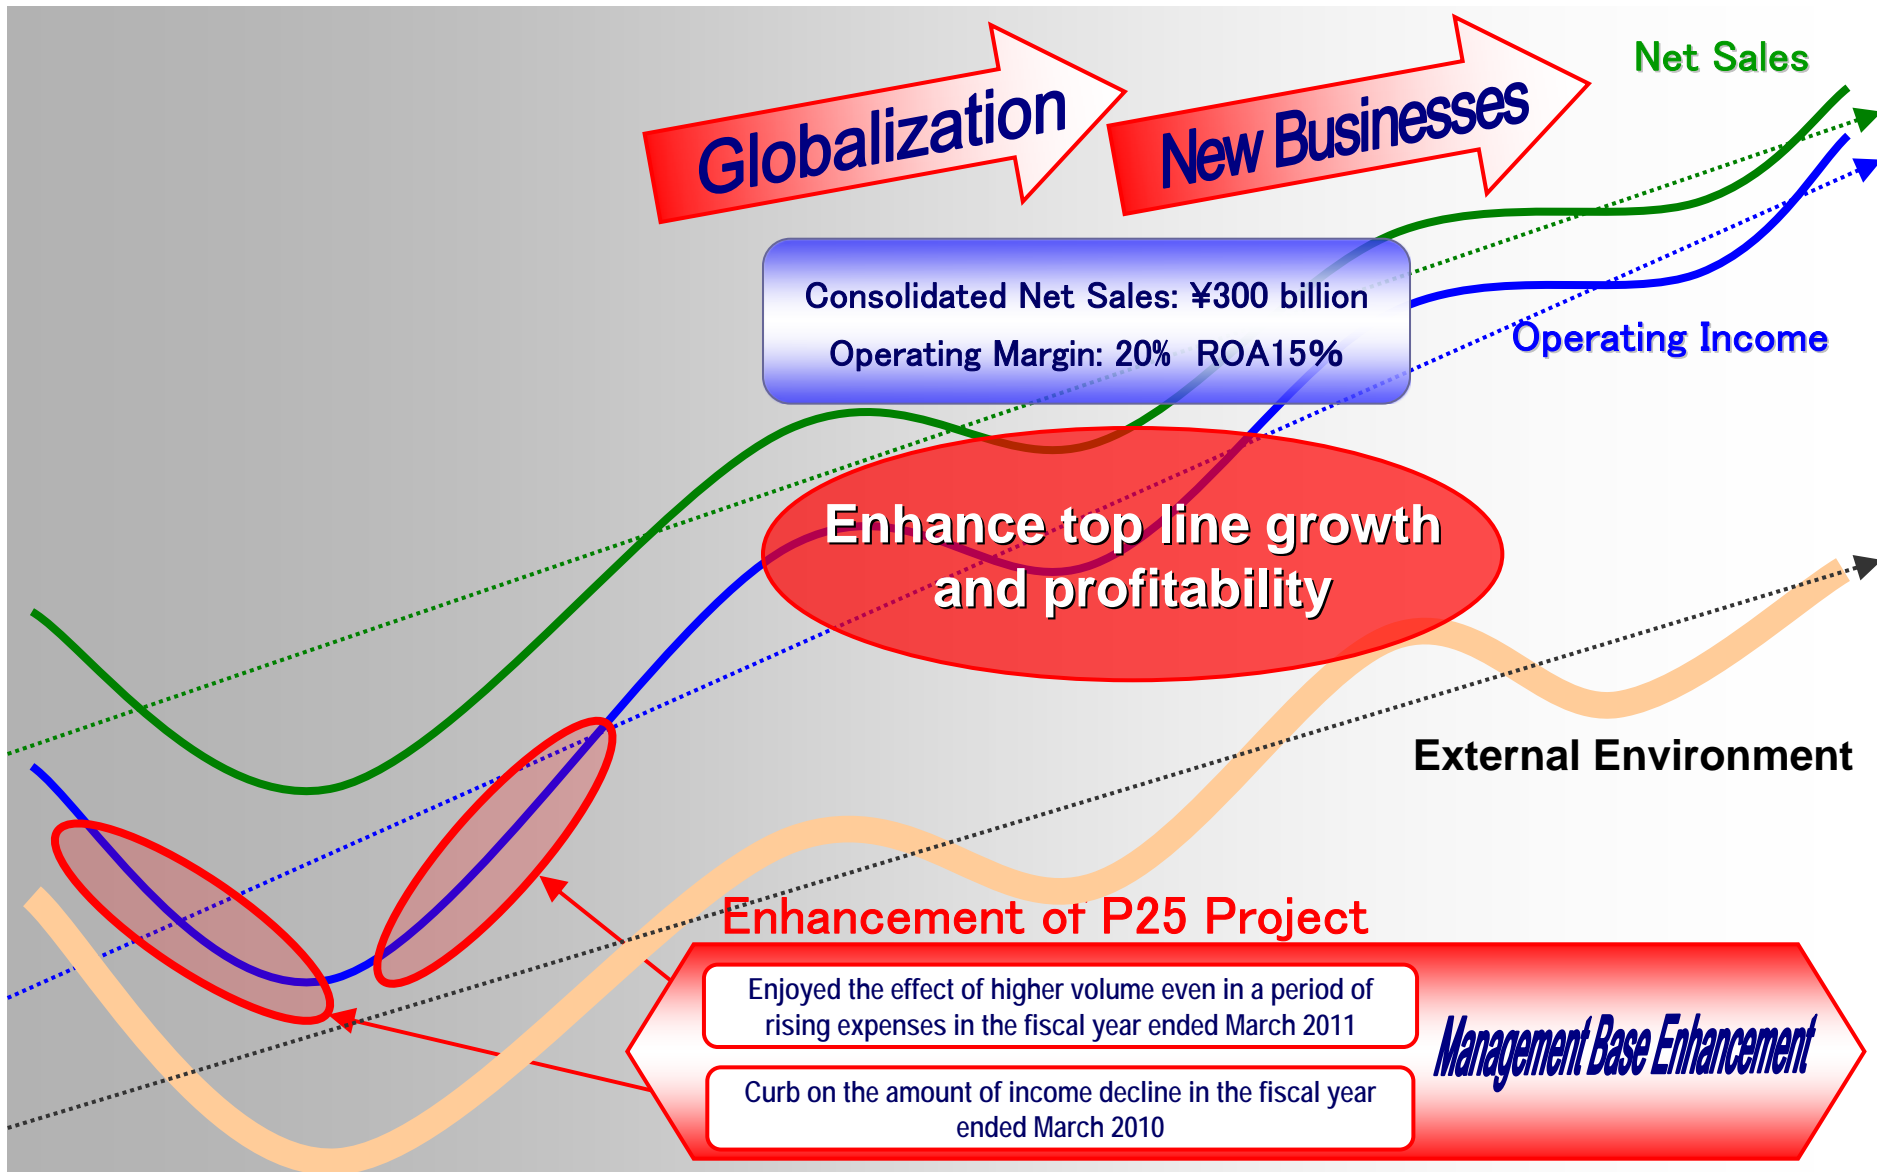 Globalization
New Businesses
Net Sales
Consolidated Net Sales: ¥300 billion
Operating Margin: 20% ROA15%
Operating Income
Enhance top line growth
and profitability
External Environment
Enhancement of P25 Project
Enjoyed the effect of higher volume even in a period of
rising expenses in the fiscal year ended March 2011
Management Base Enhancement
Curb on the amount of income decline in the fiscal year
ended March 2010